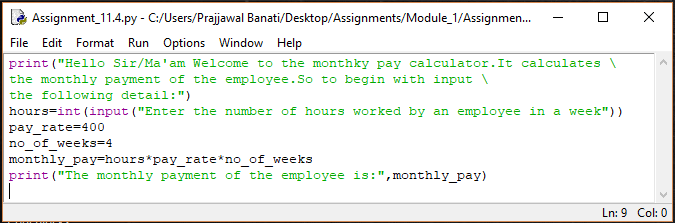 Assignment_11.4.py - C:/Users/Prajjawal Banati/Desktop/Assignments/Module_1/Assignmen...
File Edit Format Run Options Window Help
print("Hello Sir/Ma'am Welcome to the monthky pay calculator.It calculates \
the monthly payment of the employee.So to begin with input \
the following detail:")
hours=int(input("Enter the number of hours worked by an employee in a week"))
pay_rate=400
no_of_weeks=4
monthly_pay=hours*pay_rate*no_of_weeks
print("The monthly payment of the employee is:",monthly_pay)
Ln: 9 Col: 0